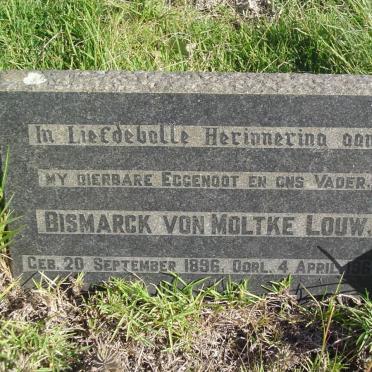 In Liefdevolle Herinnering aan
MY DIERBARE EGGENOOT EN ONS VADER.
BISMARCK VON MOLTKE LOUW.
GEB. 20 SEPTEMBER 1896. OORL. 4 APRIL